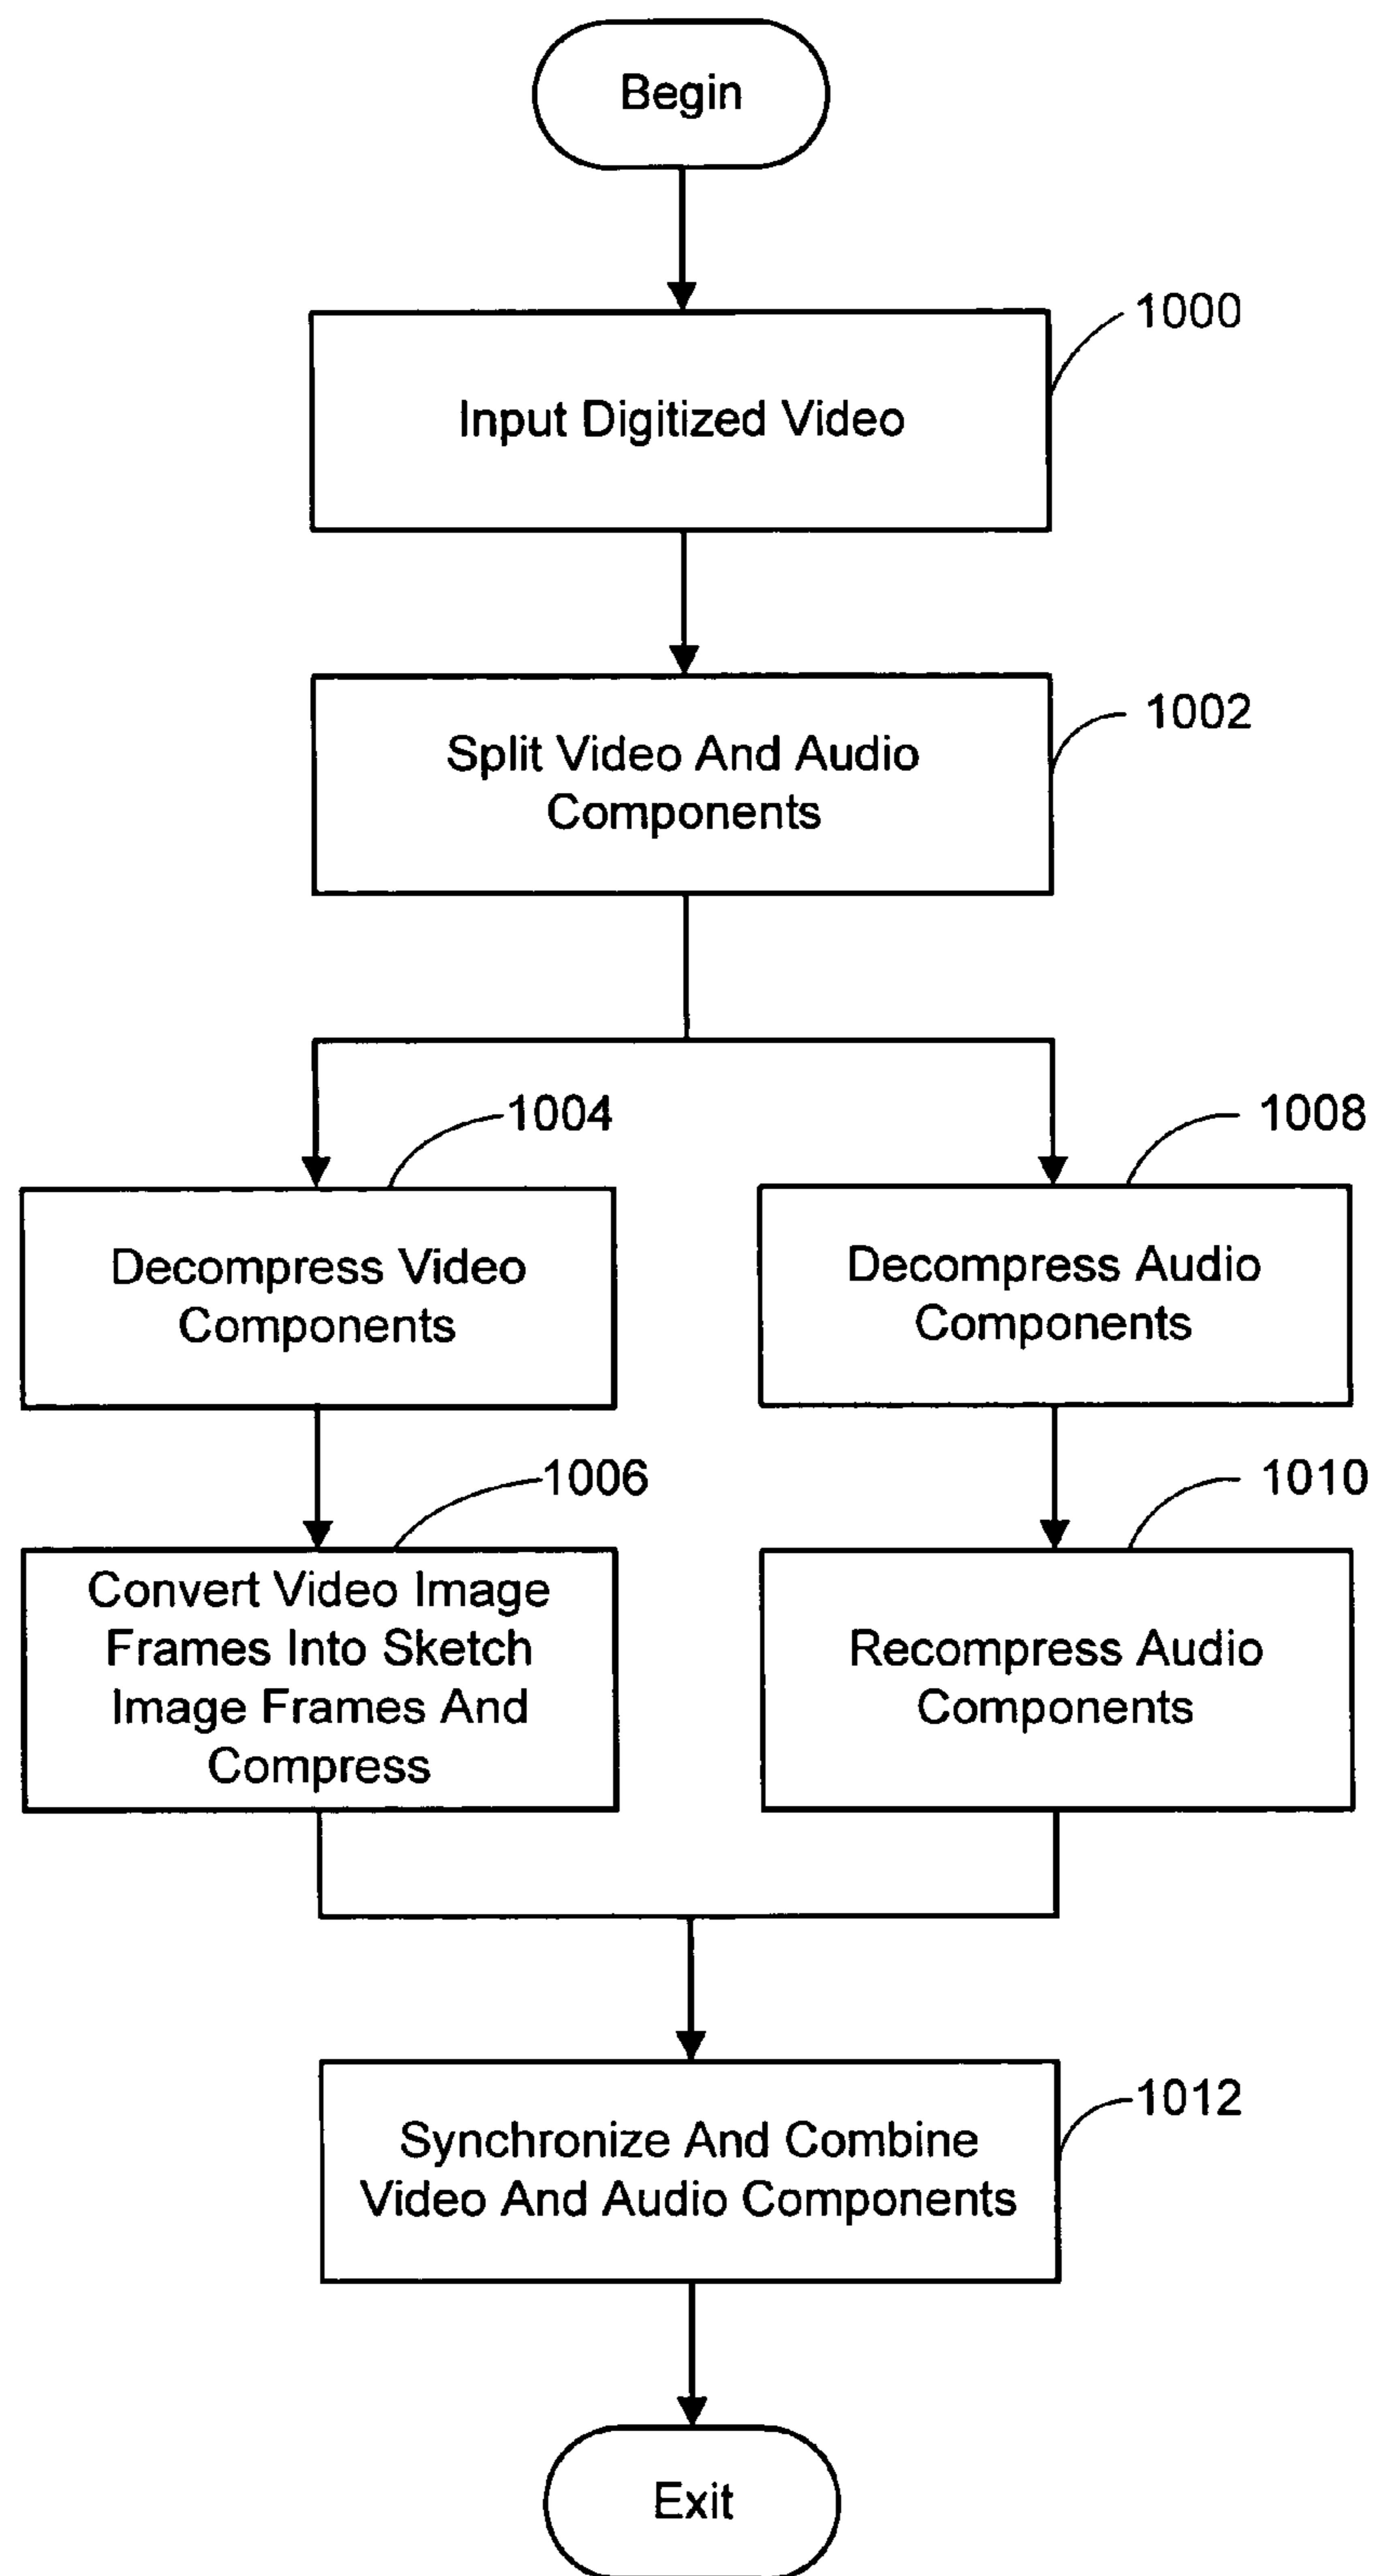 Begin
1000
Input Digitized Video
1002
Split Video And Audio
Components
1004
Decompress Video
Components
1008
Decompress Audio
Components
1006
Convert Video Image
Frames Into Sketch
Image Frames And
Compress
1010
Recompress Audio
Components
1012
Synchronize And Combine
Video And Audio Components
Exit